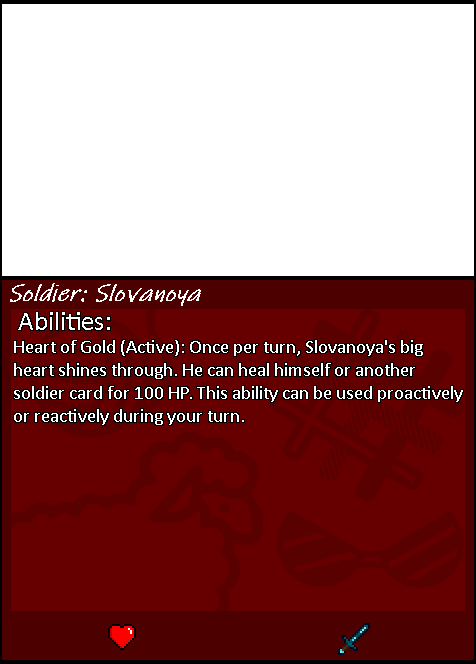 Soldier: Slovanoya
Abilities:
Heart of Gold (Active): Once per turn, Slovanoya's big
heart shines through. He can heal himself or another
soldier card for 100 HP. This ability can be used proactively
or reactively during your turn.